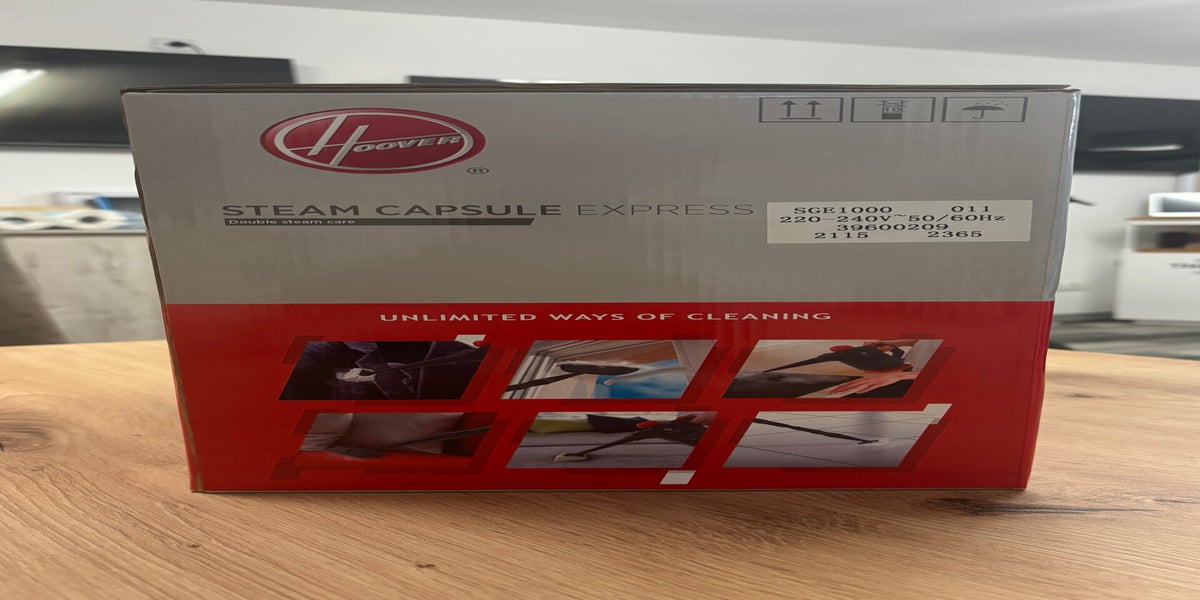 HOOVER
®
STEAM CAPSULE EXPRESS
Double steam care
SGE1000 011
220-240V~50/60Hz
39600209
2115 2365
UNLIMITED WAYS OF CLEANING